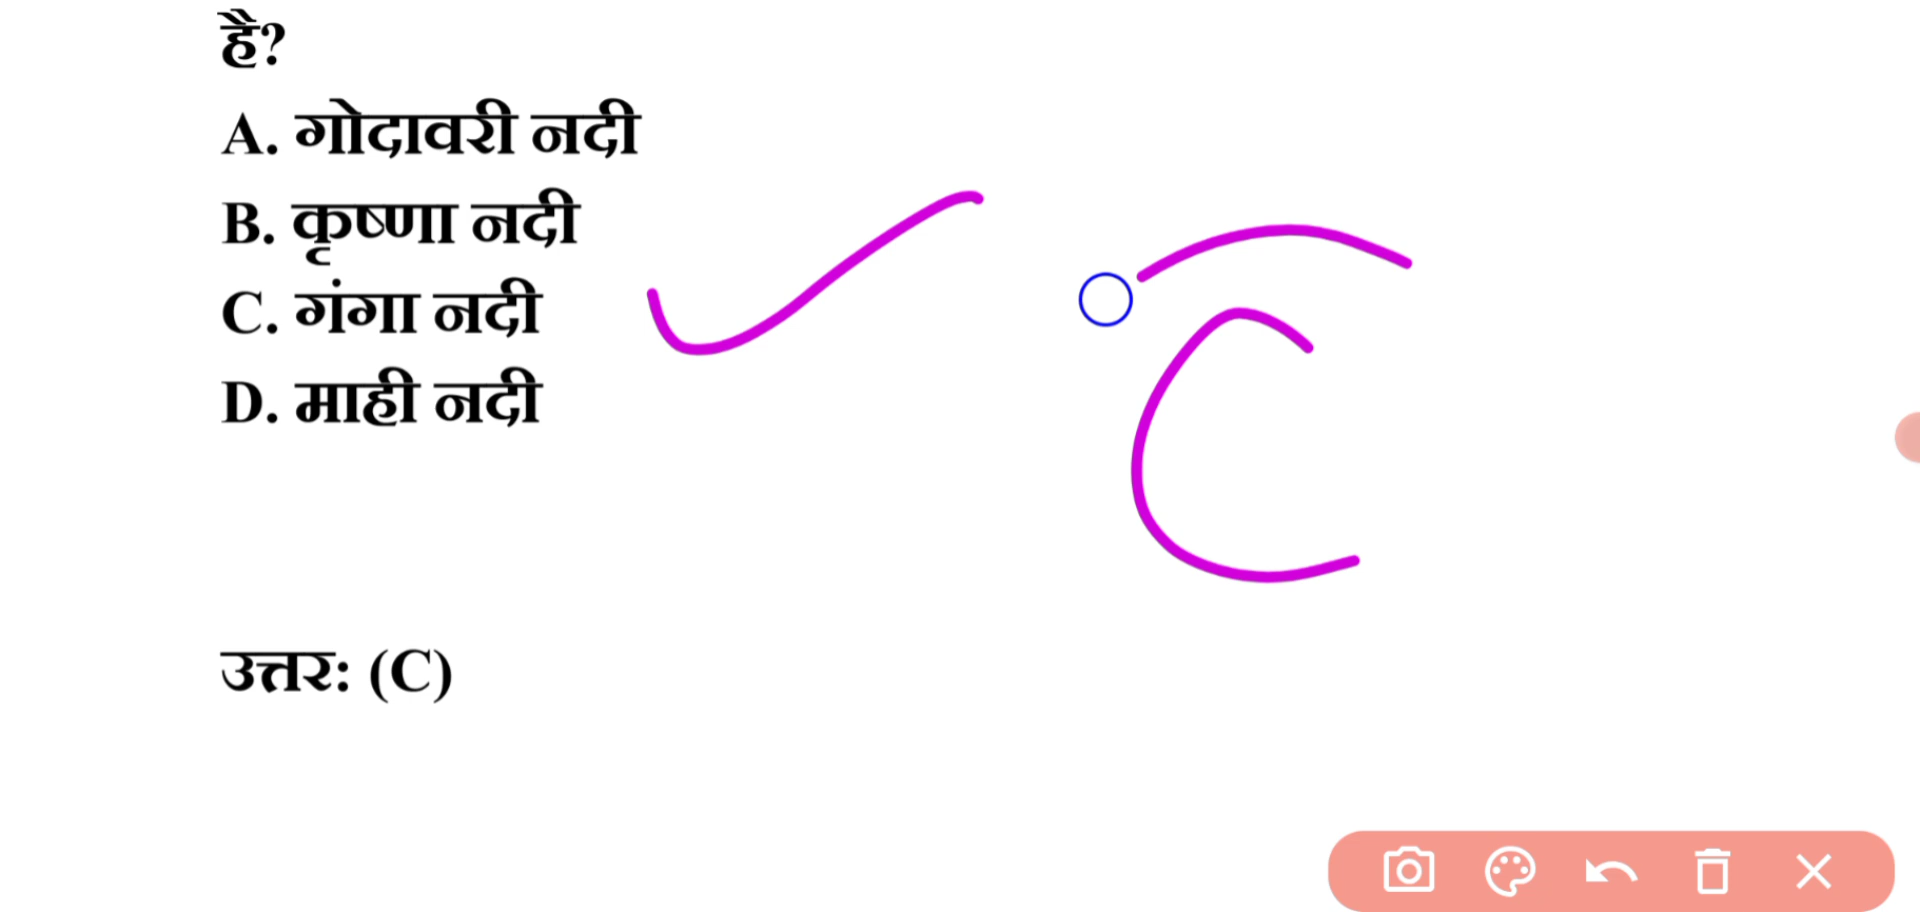 है?
A. गोदावरी नदी
B. कृष्णा नदी
C. गंगा नदी
D. माही नदी
C
उत्तर: (C)